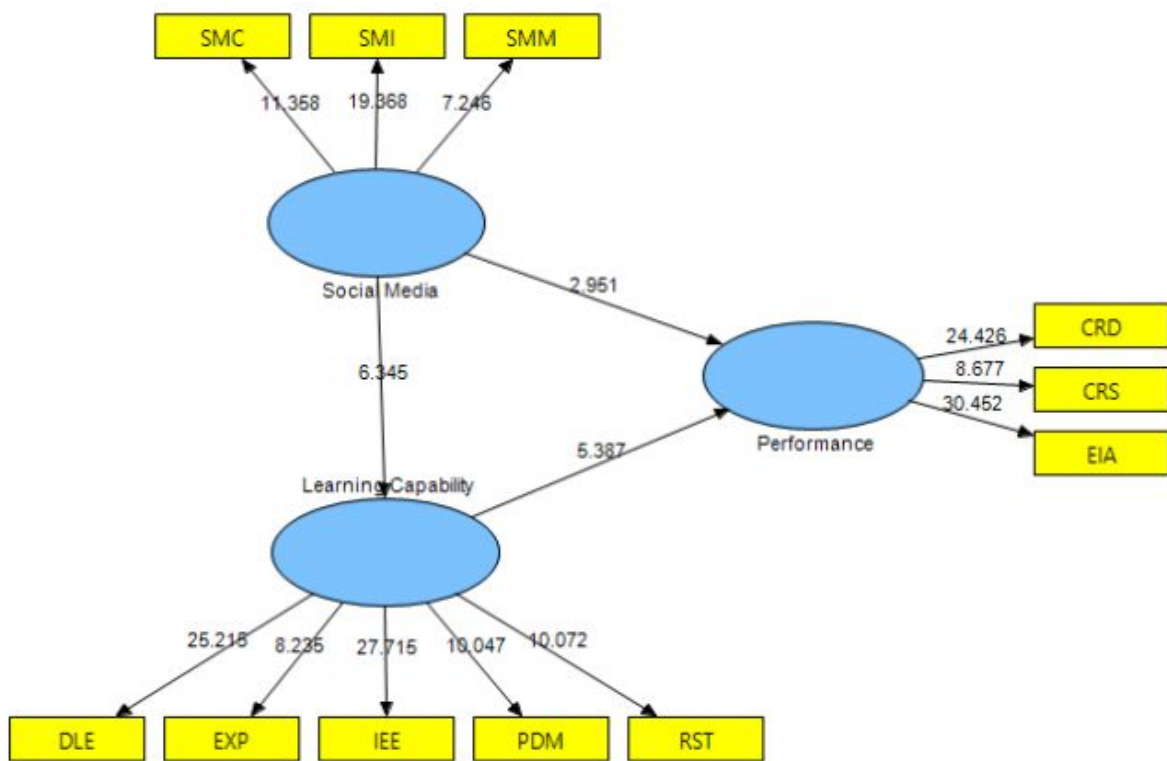 SMC SMI SMM
11.358 19.368 7.246
Social Media
2.951
CRD
24.426
8.677
CRS
30.452
EIA
Performance
6.345
5.387
Learning Capability
25.215 8.235 27.715 10.047 10.072
DLE EXP IEE PDM RST